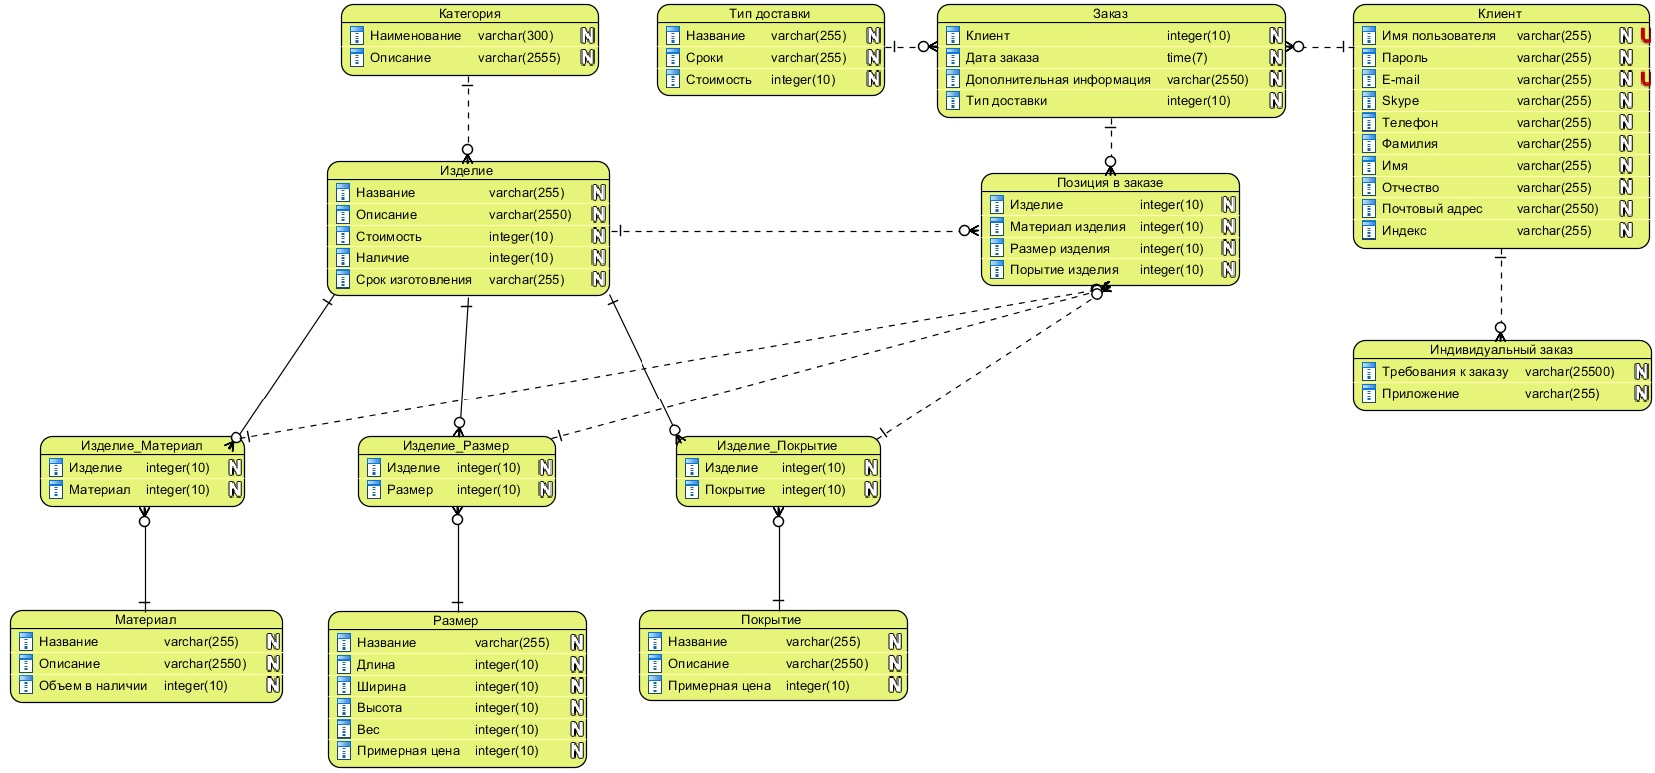 Категория
Наименование varchar(300) N
Описание varchar(2555) N
Тип доставки
Название varchar(255) N
Сроки varchar(255) N
Стоимость integer(10) N
Заказ
Клиент integer(10) N
Дата заказа time(7) N
Дополнительная информация varchar(2550) N
Тип доставки integer(10) N
Клиент
Имя пользователя varchar(255) N U
Пароль varchar(255) N
E-mail varchar(255) N U
Skype varchar(255) N
Телефон varchar(255) N
Фамилия varchar(255) N
Имя varchar(255) N
Отчество varchar(255) N
Почтовый адрес varchar(2550) N
Индекс varchar(255) N
Изделие
Название varchar(255) N
Описание varchar(2550) N
Стоимость integer(10) N
Наличие integer(10) N
Срок изготовления varchar(255) N
Позиция в заказе
Изделие integer(10) N
Материал изделия integer(10) N
Размер изделия integer(10) N
Порытие изделия integer(10) N
Индивидуальный заказ
Требования к заказу varchar(25500) N
Приложение varchar(255) N
Изделие_Материал
Изделие integer(10) N
Материал integer(10) N
Изделие_Размер
Изделие integer(10) N
Размер integer(10) N
Изделие_Покрытие
Изделие integer(10) N
Покрытие integer(10) N
Материал
Название varchar(255) N
Описание varchar(2550) N
Объем в наличии integer(10) N
Размер
Название varchar(255) N
Длина integer(10) N
Ширина integer(10) N
Высота integer(10) N
Вес integer(10) N
Примерная цена integer(10) N
Покрытие
Название varchar(255) N
Описание varchar(2550) N
Примерная цена integer(10) N